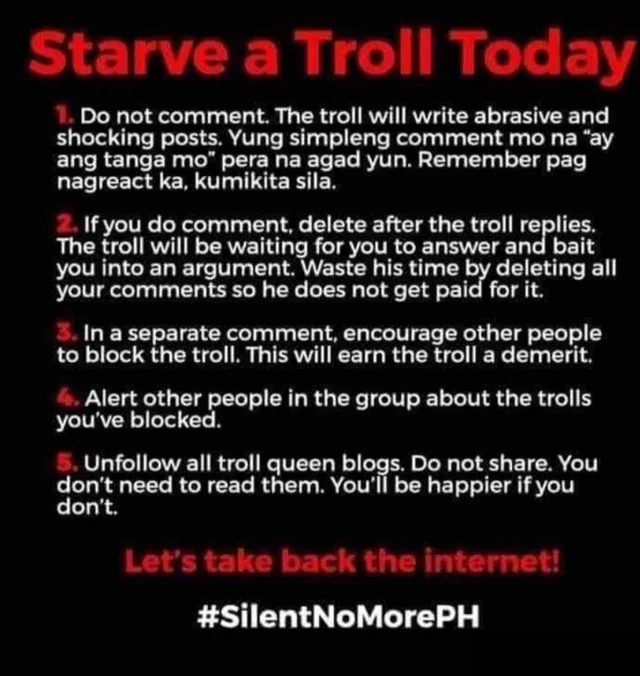 Starve a Troll Today
1. Do not comment. The troll will write abrasive and
shocking posts. Yung simpleng comment mo na "ay
ang tanga mo" pera na agad yun. Remember pag
nagreact ka, kumikita sila.
2. If you do comment, delete after the troll replies.
The troll will be waiting for you to answer and bait
you into an argument. Waste his time by deleting all
your comments so he does not get paid for it.
3. In a separate comment, encourage other people
to block the troll. This will earn the troll a demerit.
4. Alert other people in the group about the trolls
you've blocked.
5. Unfollow all troll queen blogs. Do not share. You
don't need to read them. You'll be happier if you
don't.
Let's take back the internet!
#SilentNoMorePH